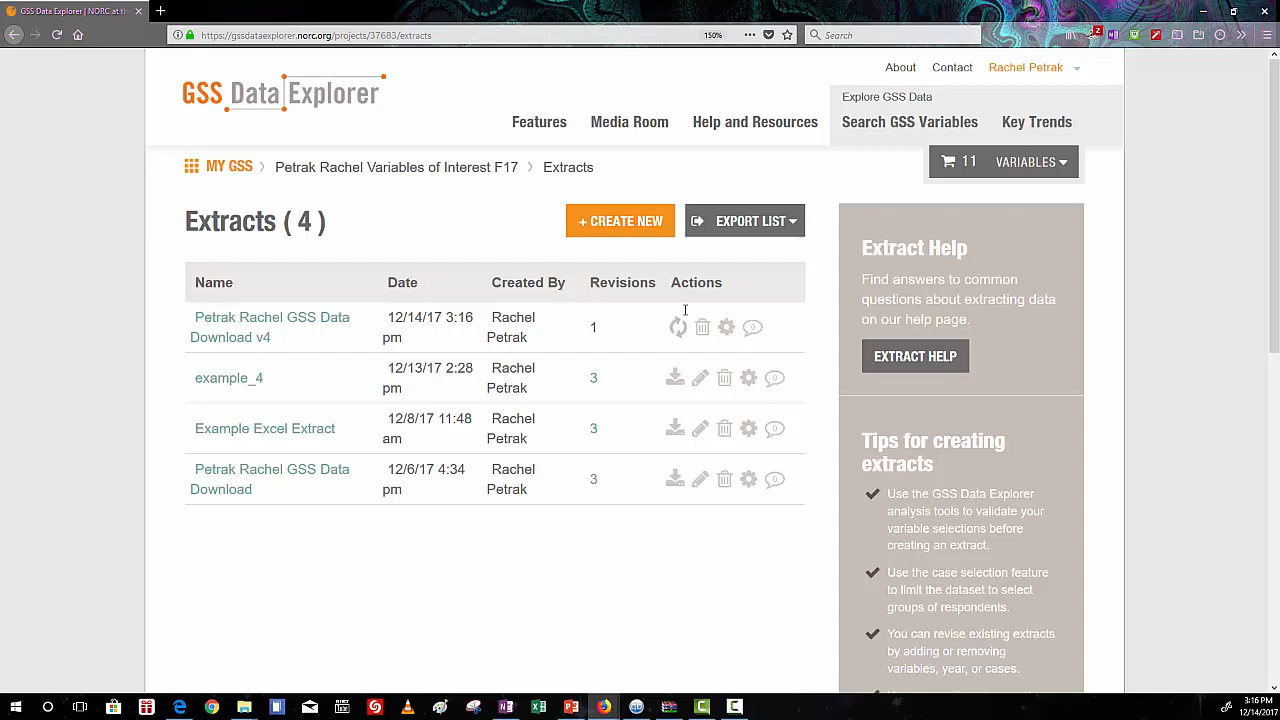 GSS Data Explorer | NORC at the
https://gssdataexplorer.norc.org/projects/37683/extracts
150%
Search
2
GSS Data Explorer
About Contact Rachel Petrak
Explore GSS Data
Features Media Room Help and Resources Search GSS Variables Key Trends
MY GSS Petrak Rachel Variables of Interest F17 Extracts
11 VARIABLES
Extracts ( 4 )
+ CREATE NEW
EXPORT LIST
Name Date Created By Revisions Actions
Petrak Rachel GSS Data 12/14/17 3:16 Rachel
Download v4 pm Petrak 1 0
example_4 12/13/17 2:28 Rachel 3 0
pm Petrak
Example Excel Extract 12/8/17 11:48 Rachel 3 0
am Petrak
Petrak Rachel GSS Data 12/6/17 4:34 Rachel 3 0
Download pm Petrak
Extract Help
Find answers to common
questions about extracting data
on our help page.
EXTRACT HELP
Tips for creating
extracts
Use the GSS Data Explorer
analysis tools to validate your
variable selections before
creating an extract.
Use the case selection feature
to limit the dataset to select
groups of respondents.
You can revise existing extracts
by adding or removing
variables, year, or cases.
3:16 PM
12/14/2017